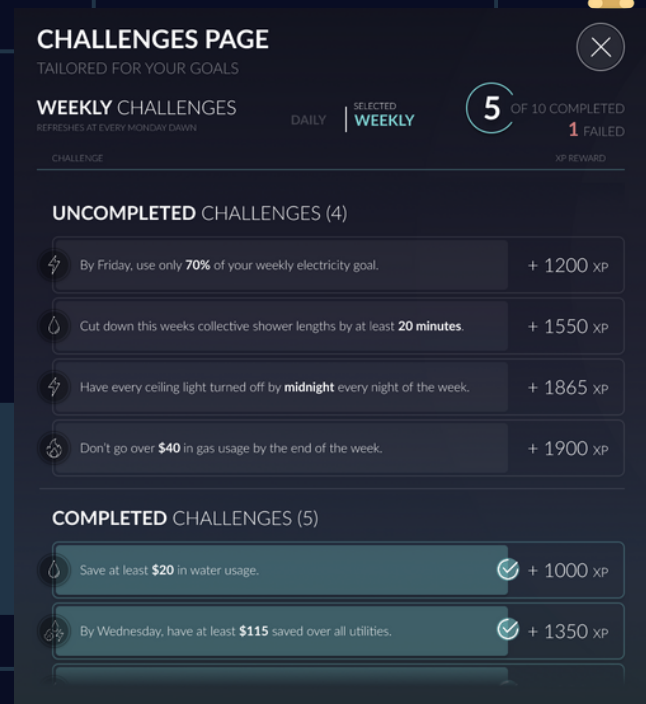 CHALLENGES PAGE
TAILORED FOR YOUR GOALS
WEEKLY CHALLENGES
REFRESHES AT EVERY MONDAY DAWN
DAILY
SELECTED
WEEKLY
5 OF 10 COMPLETED
1 FAILED
CHALLENGE
XP REWARD
UNCOMPLETED CHALLENGES (4)
By Friday, use only 70% of your weekly electricity goal.
+ 1200 XP
Cut down this weeks collective shower lengths by at least 20 minutes.
+ 1550 XP
Have every ceiling light turned off by midnight every night of the week.
+ 1865 XP
Don't go over $40 in gas usage by the end of the week.
+ 1900 XP
COMPLETED CHALLENGES (5)
Save at least $20 in water usage.
+ 1000 XP
By Wednesday, have at least $115 saved over all utilities.
+ 1350 XP